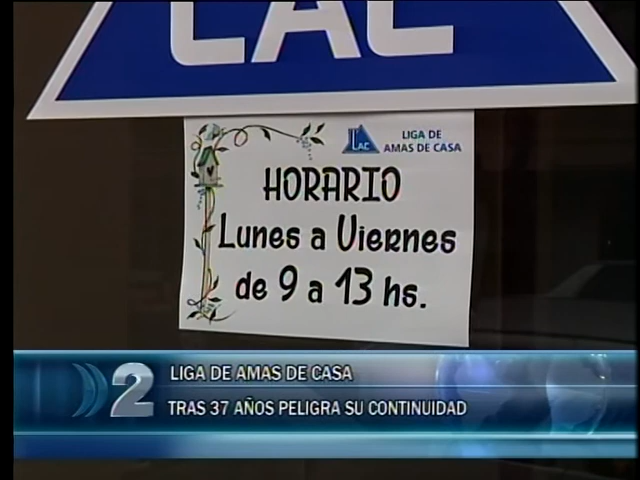 LAC
LAC
LIGA DE
AMAS DE CASA
HORARIO
Lunes a Viernes
de 9 a 13 hs.
2
LIGA DE AMAS DE CASA
TRAS 37 AÑOS PELIGRA SU CONTINUIDAD